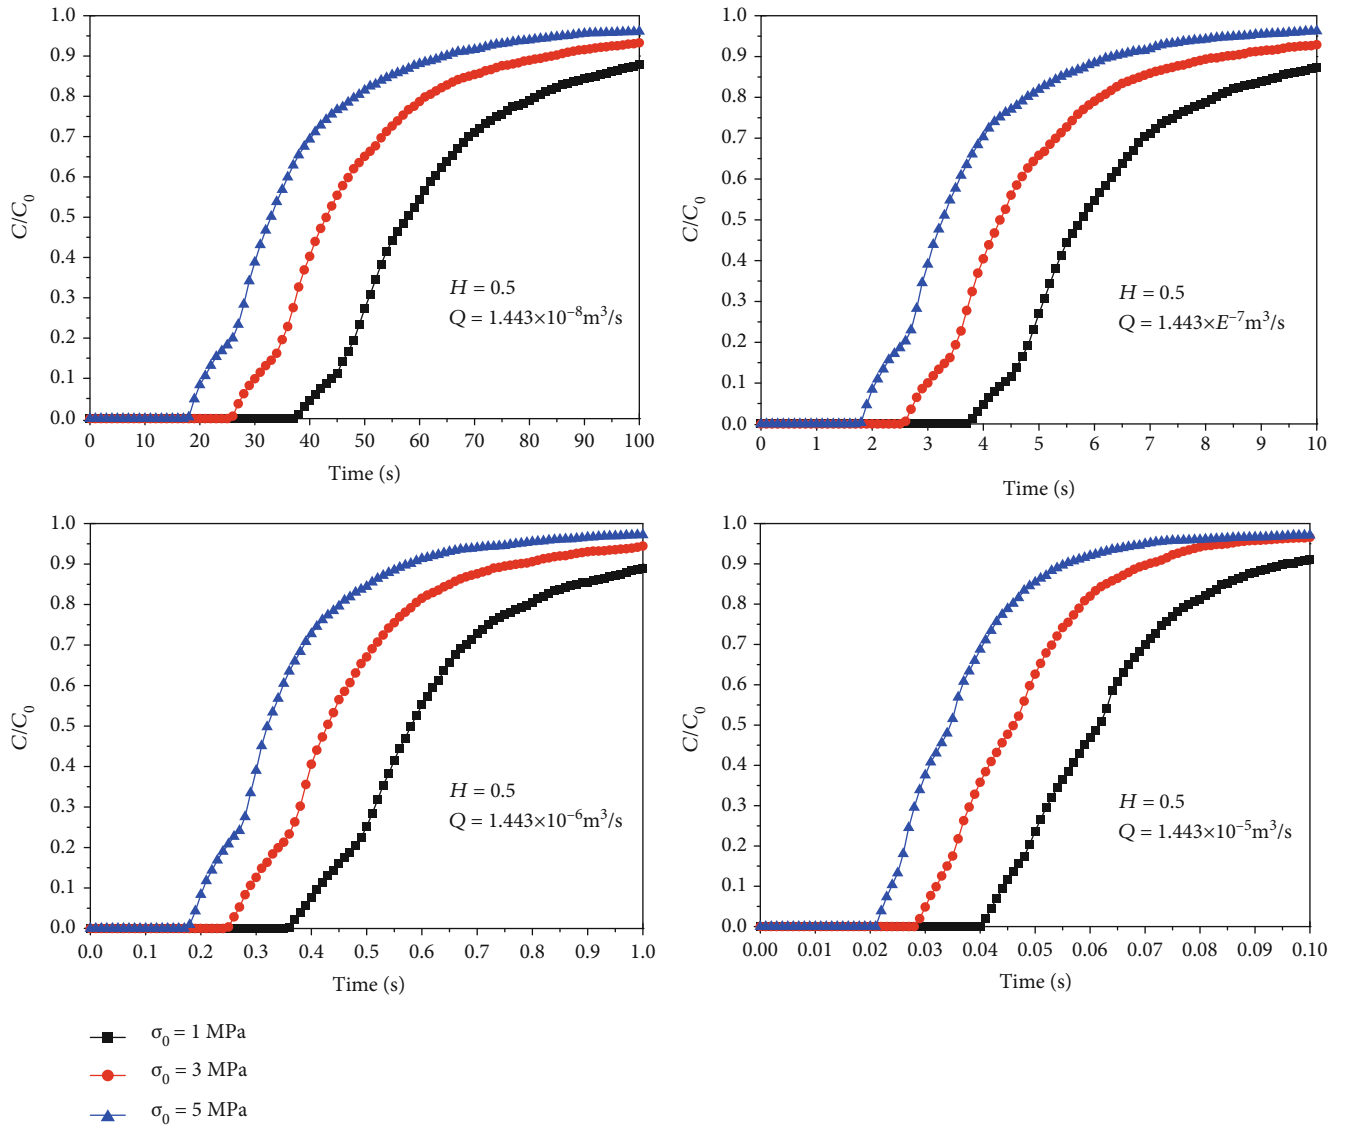 1.0
0.9
0.8
0.7
0.6
0.5
0.4
0.3
0.2
0.1
0.0
C/C₀
H = 0.5
Q = 1.443×10⁻⁸m³/s
0 10 20 30 40 50 60 70 80 90 100
Time (s)
1.0
0.9
0.8
0.7
0.6
0.5
0.4
0.3
0.2
0.1
0.0
C/C₀
H = 0.5
Q = 1.443×E⁻⁷m³/s
0 1 2 3 4 5 6 7 8 9 10
Time (s)
1.0
0.9
0.8
0.7
0.6
0.5
0.4
0.3
0.2
0.1
0.0
C/C₀
H = 0.5
Q = 1.443×10⁻⁶m³/s
0.0 0.1 0.2 0.3 0.4 0.5 0.6 0.7 0.8 0.9 1.0
Time (s)
1.0
0.9
0.8
0.7
0.6
0.5
0.4
0.3
0.2
0.1
0.0
C/C₀
H = 0.5
Q = 1.443×10⁻⁵m³/s
0.00 0.01 0.02 0.03 0.04 0.05 0.06 0.07 0.08 0.09 0.10
Time (s)
σ₀ = 1 MPa
σ₀ = 3 MPa
σ₀ = 5 MPa